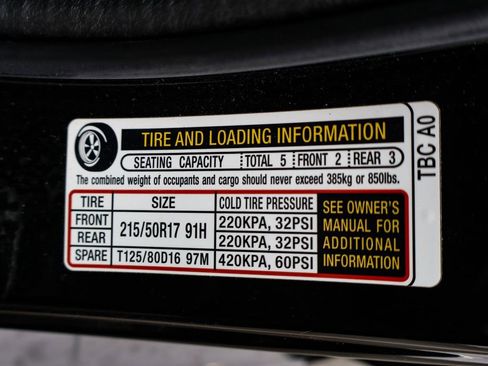 TIRE AND LOADING INFORMATION
SEATING CAPACITY TOTAL 5 FRONT 2 REAR 3
The combined weight of occupants and cargo should never exceed 385kg or 850lbs.
TIRE SIZE COLD TIRE PRESSURE
FRONT 215/50R17 91H 220KPA, 32PSI
REAR 220KPA, 32PSI
SPARE T125/80D16 97M 420KPA, 60PSI
SEE OWNER'S
MANUAL FOR
ADDITIONAL
INFORMATION
TBC A0